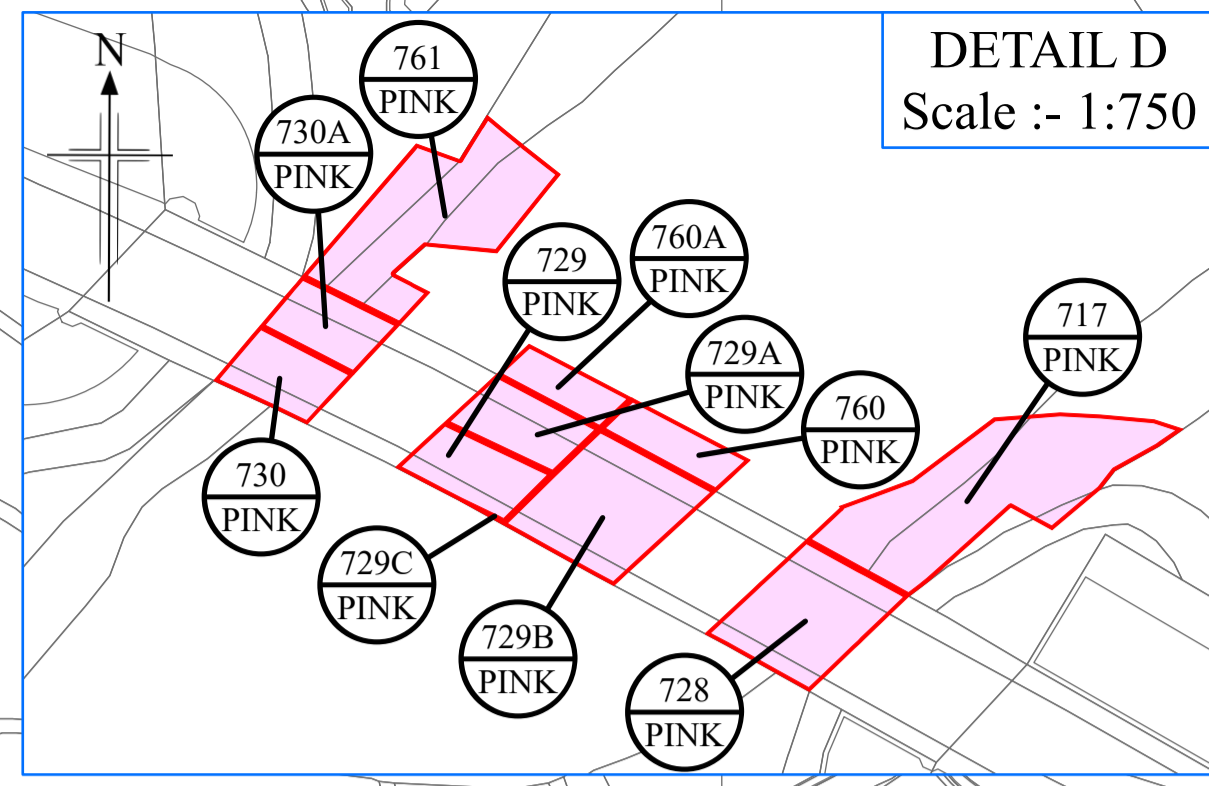 DETAIL D
Scale :- 1:750
N
761
PINK
730A
PINK
729
PINK
760A
PINK
729A
PINK
717
PINK
760
PINK
730
PINK
729C
PINK
729B
PINK
728
PINK